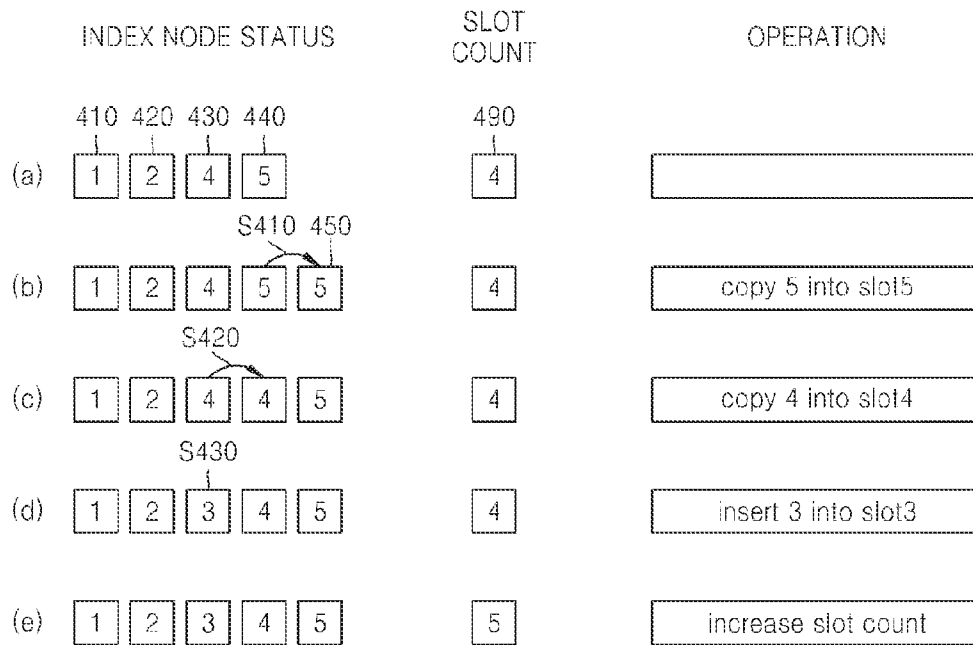 INDEX NODE STATUS SLOT COUNT OPERATION
410 420 430 440 490
(a) 1 2 4 5 4
S410 450
(b) 1 2 4 5 5 4 copy 5 into slot5
S420
(c) 1 2 4 4 5 4 copy 4 into slot4
S430
(d) 1 2 3 4 5 4 insert 3 into slot3
(e) 1 2 3 4 5 5 increase slot count